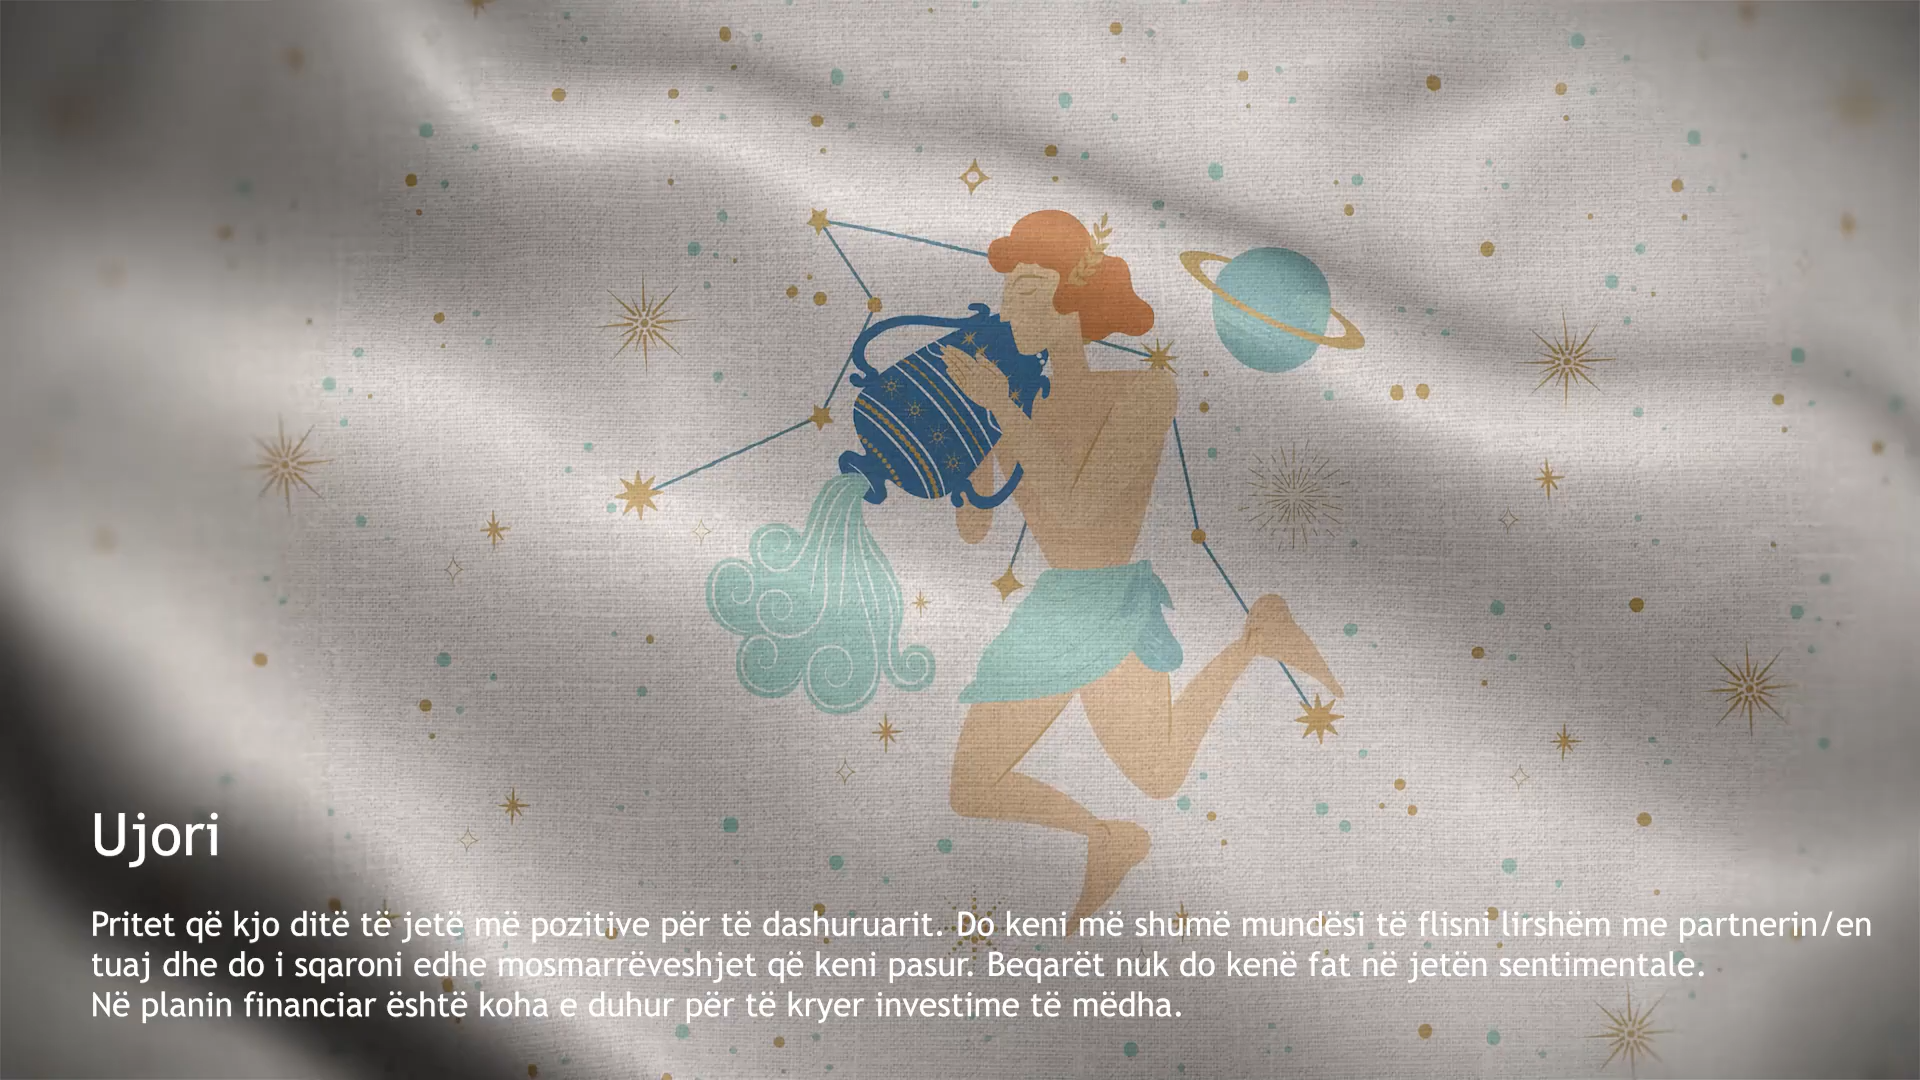 Ujori
Pritet që kjo ditë të jetë më pozitive për të dashuruarit. Do keni më shumë mundësi të flisni lirshëm me partnerin/en
tuaj dhe do i sqaroni edhe mosmarrëveshjet që keni pasur. Beqarët nuk do kenë fat në jetën sentimentale.
Në planin financiar është koha e duhur për të kryer investime të mëdha.